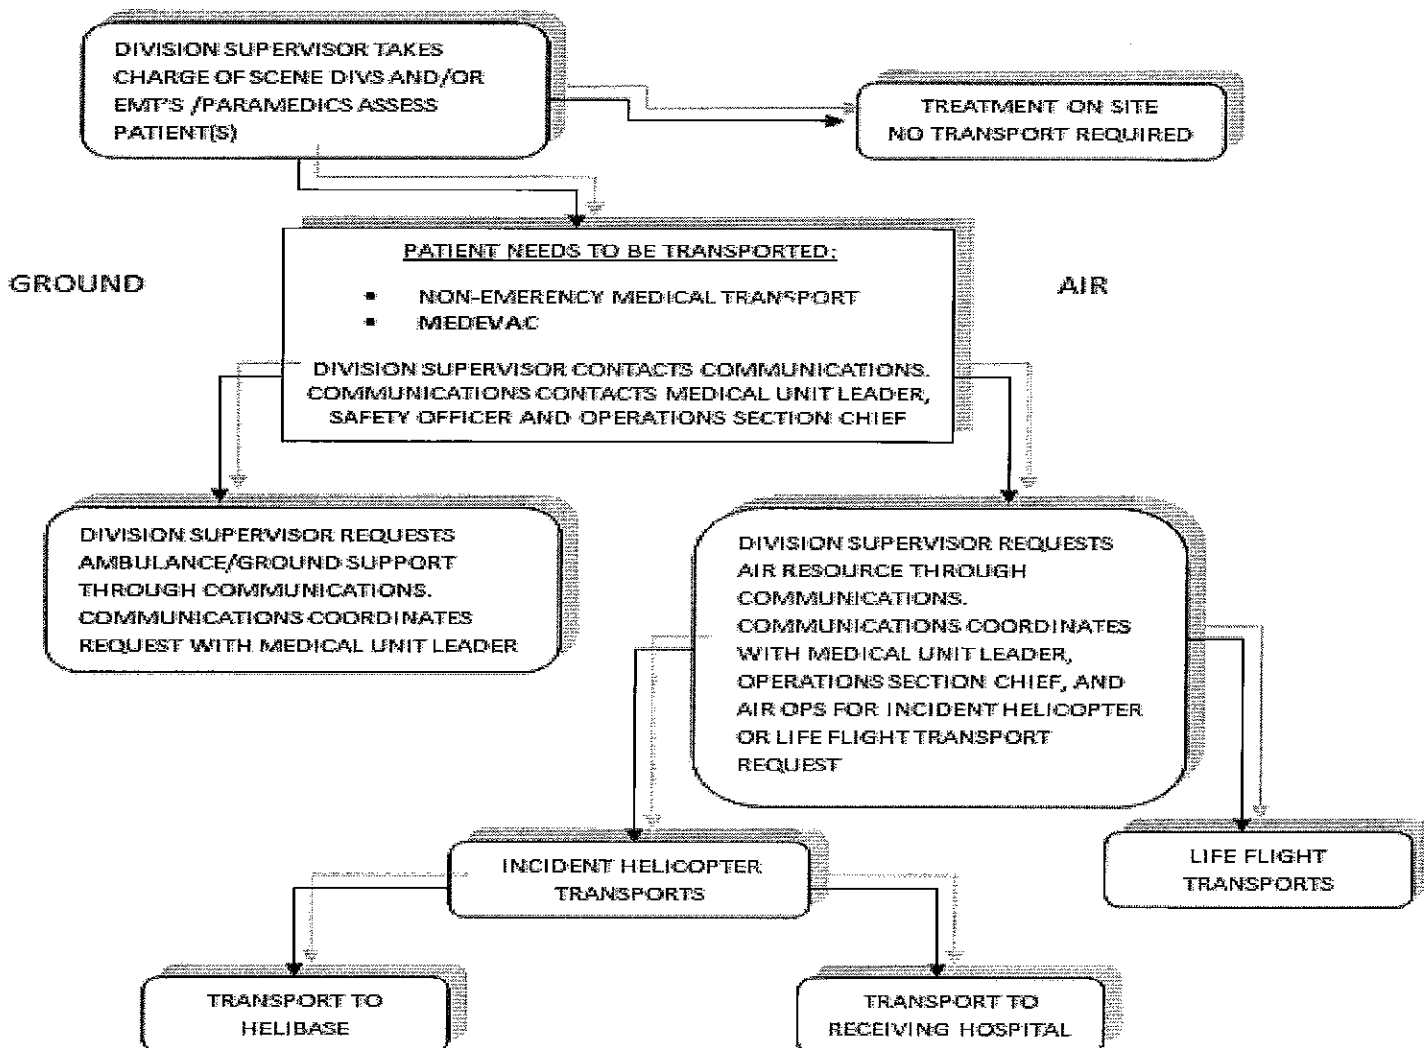 DIVISION SUPERVISOR TAKES
CHARGE OF SCENE DIVS AND/OR
EMT'S /PARAMEDICS ASSESS
PATIENT(S)
TREATMENT ON SITE
NO TRANSPORT REQUIRED
GROUND
PATIENT NEEDS TO BE TRANSPORTED:
▪ NON-EMERENCY MEDICAL TRANSPORT
▪ MEDEVAC
DIVISION SUPERVISOR CONTACTS COMMUNICATIONS.
COMMUNICATIONS CONTACTS MEDICAL UNIT LEADER,
SAFETY OFFICER AND OPERATIONS SECTION CHIEF
AIR
DIVISION SUPERVISOR REQUESTS
AMBULANCE/GROUND SUPPORT
THROUGH COMMUNICATIONS.
COMMUNICATIONS COORDINATES
REQUEST WITH MEDICAL UNIT LEADER
DIVISION SUPERVISOR REQUESTS
AIR RESOURCE THROUGH
COMMUNICATIONS.
COMMUNICATIONS COORDINATES
WITH MEDICAL UNIT LEADER,
OPERATIONS SECTION CHIEF, AND
AIR OPS FOR INCIDENT HELICOPTER
OR LIFE FLIGHT TRANSPORT
REQUEST
INCIDENT HELICOPTER
TRANSPORTS
LIFE FLIGHT
TRANSPORTS
TRANSPORT TO
HELIBASE
TRANSPORT TO
RECEIVING HOSPITAL